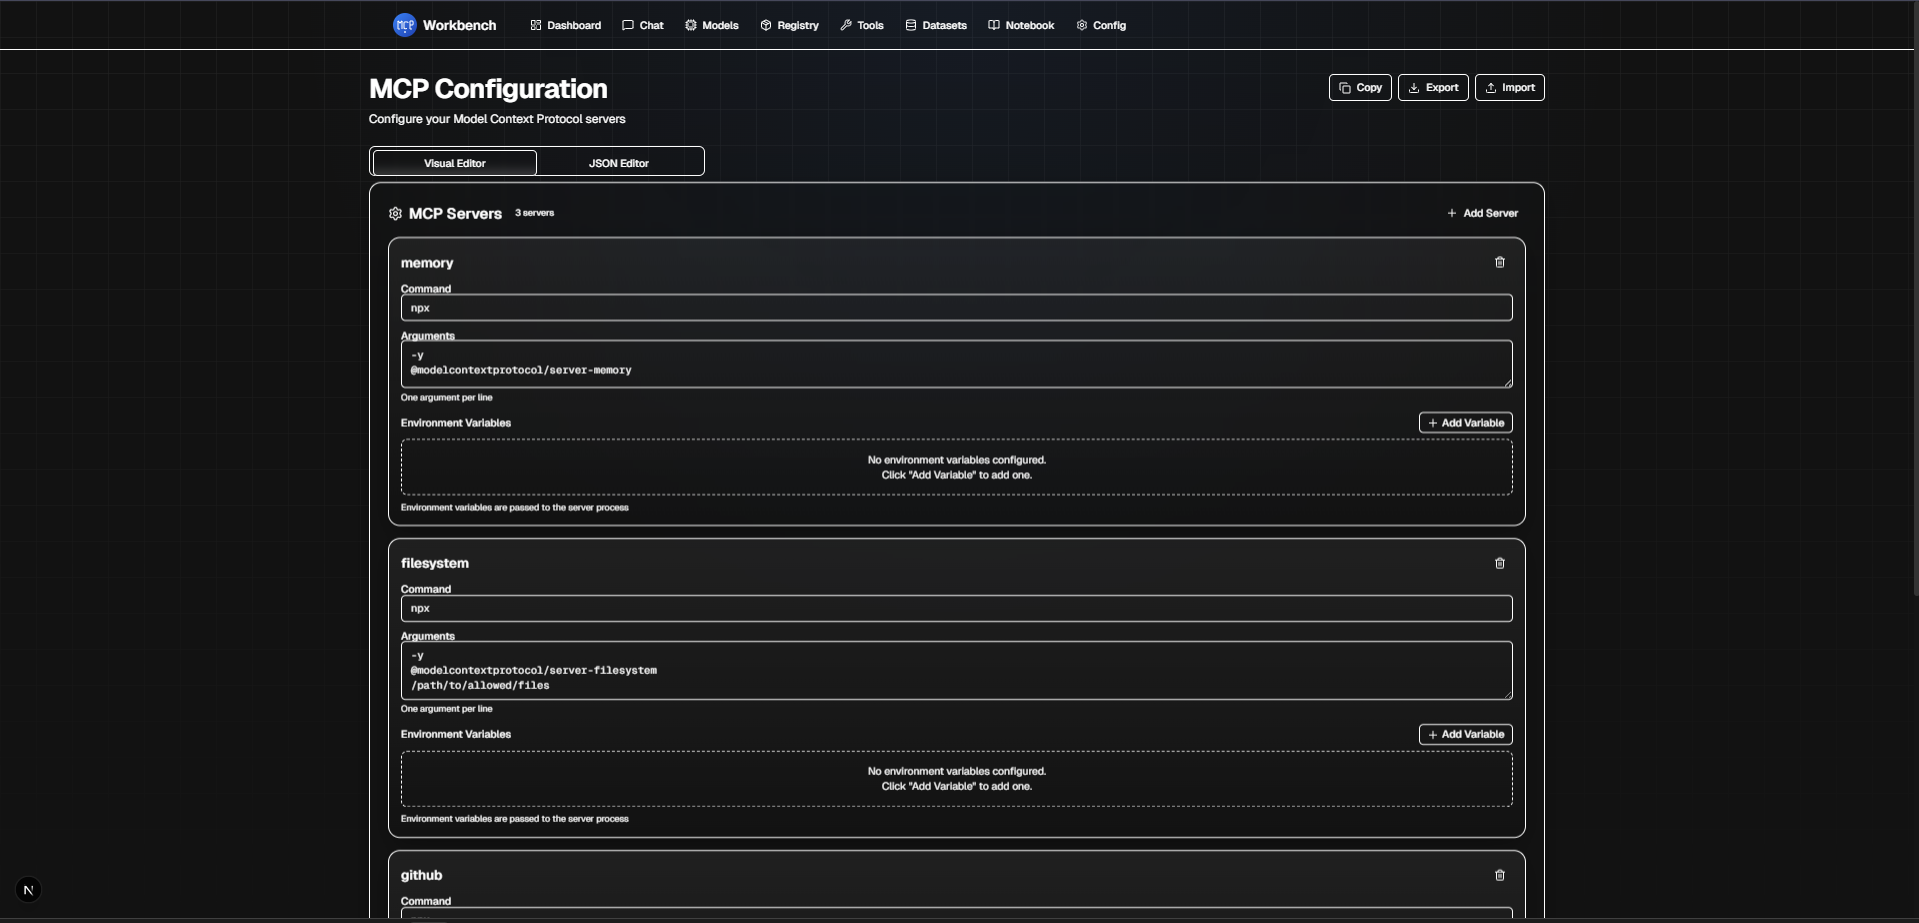 MCP Workbench Dashboard Chat Models Registry Tools Datasets Notebook Config
MCP Configuration
Copy Export Import
Configure your Model Context Protocol servers
Visual Editor JSON Editor
MCP Servers 3 servers + Add Server
memory
Command
npx
Arguments
-y
@modelcontextprotocol/server-memory
One argument per line
Environment Variables + Add Variable
No environment variables configured.
Click "Add Variable" to add one.
Environment variables are passed to the server process
filesystem
Command
npx
Arguments
-y
@modelcontextprotocol/server-filesystem
/path/to/allowed/files
One argument per line
Environment Variables + Add Variable
No environment variables configured.
Click "Add Variable" to add one.
Environment variables are passed to the server process
github
N
Command